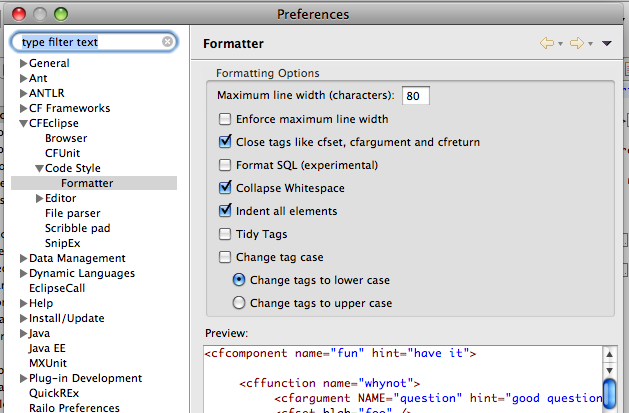 Preferences
type filter text
General
Ant
ANTLR
CF Frameworks
CFEclipse
Browser
CFUnit
Code Style
Formatter
Editor
File parser
Scribble pad
SnipEx
Data Management
Dynamic Languages
EclipseCall
Help
Install/Update
Java
Java EE
MXUnit
Plug-in Development
QuickREx
Railo Preferences
Formatter
Formatting Options
Maximum line width (characters): 80
Enforce maximum line width
Close tags like cfset, cfargument and cfreturn
Format SQL (experimental)
Collapse Whitespace
Indent all elements
Tidy Tags
Change tag case
Change tags to lower case
Change tags to upper case
Preview:
<cfcomponent name="fun" hint="have it">
<cffunction name="whynot">
<cfargument NAME="question" hint="good question
<cfset blah="foo" />